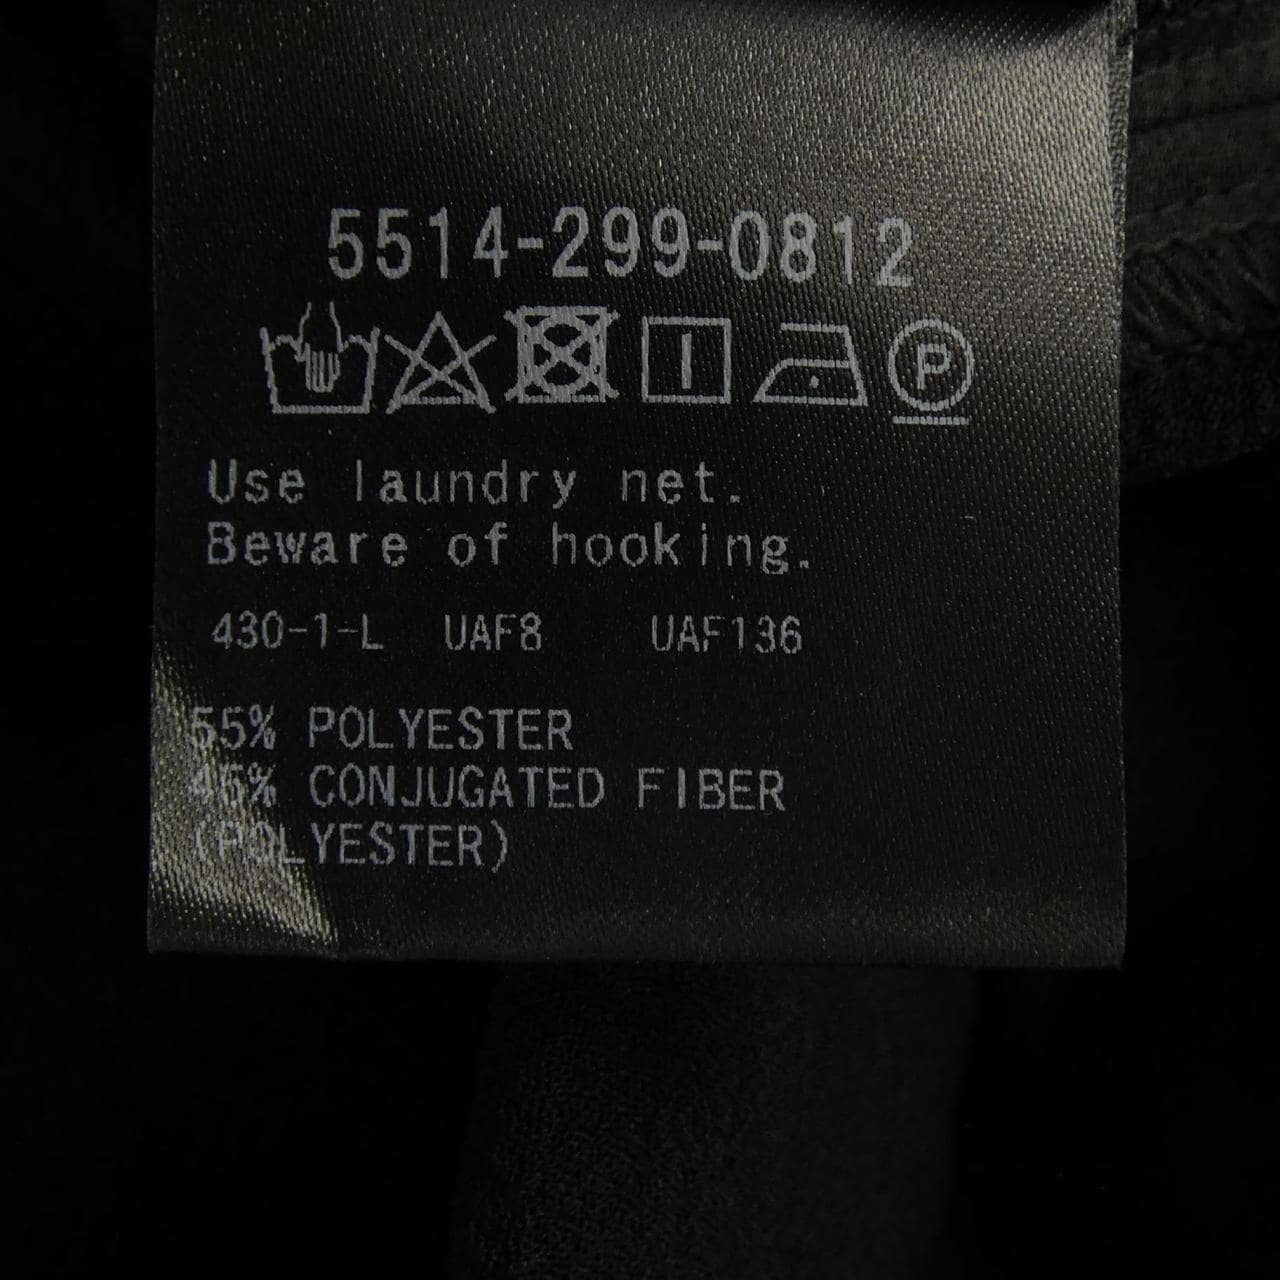 5514-299-0812
P
Use laundry net.
Beware of hooking.
430-1-L UAF8 UAF136
55% POLYESTER
45% CONJUGATED FIBER
(POLYESTER)